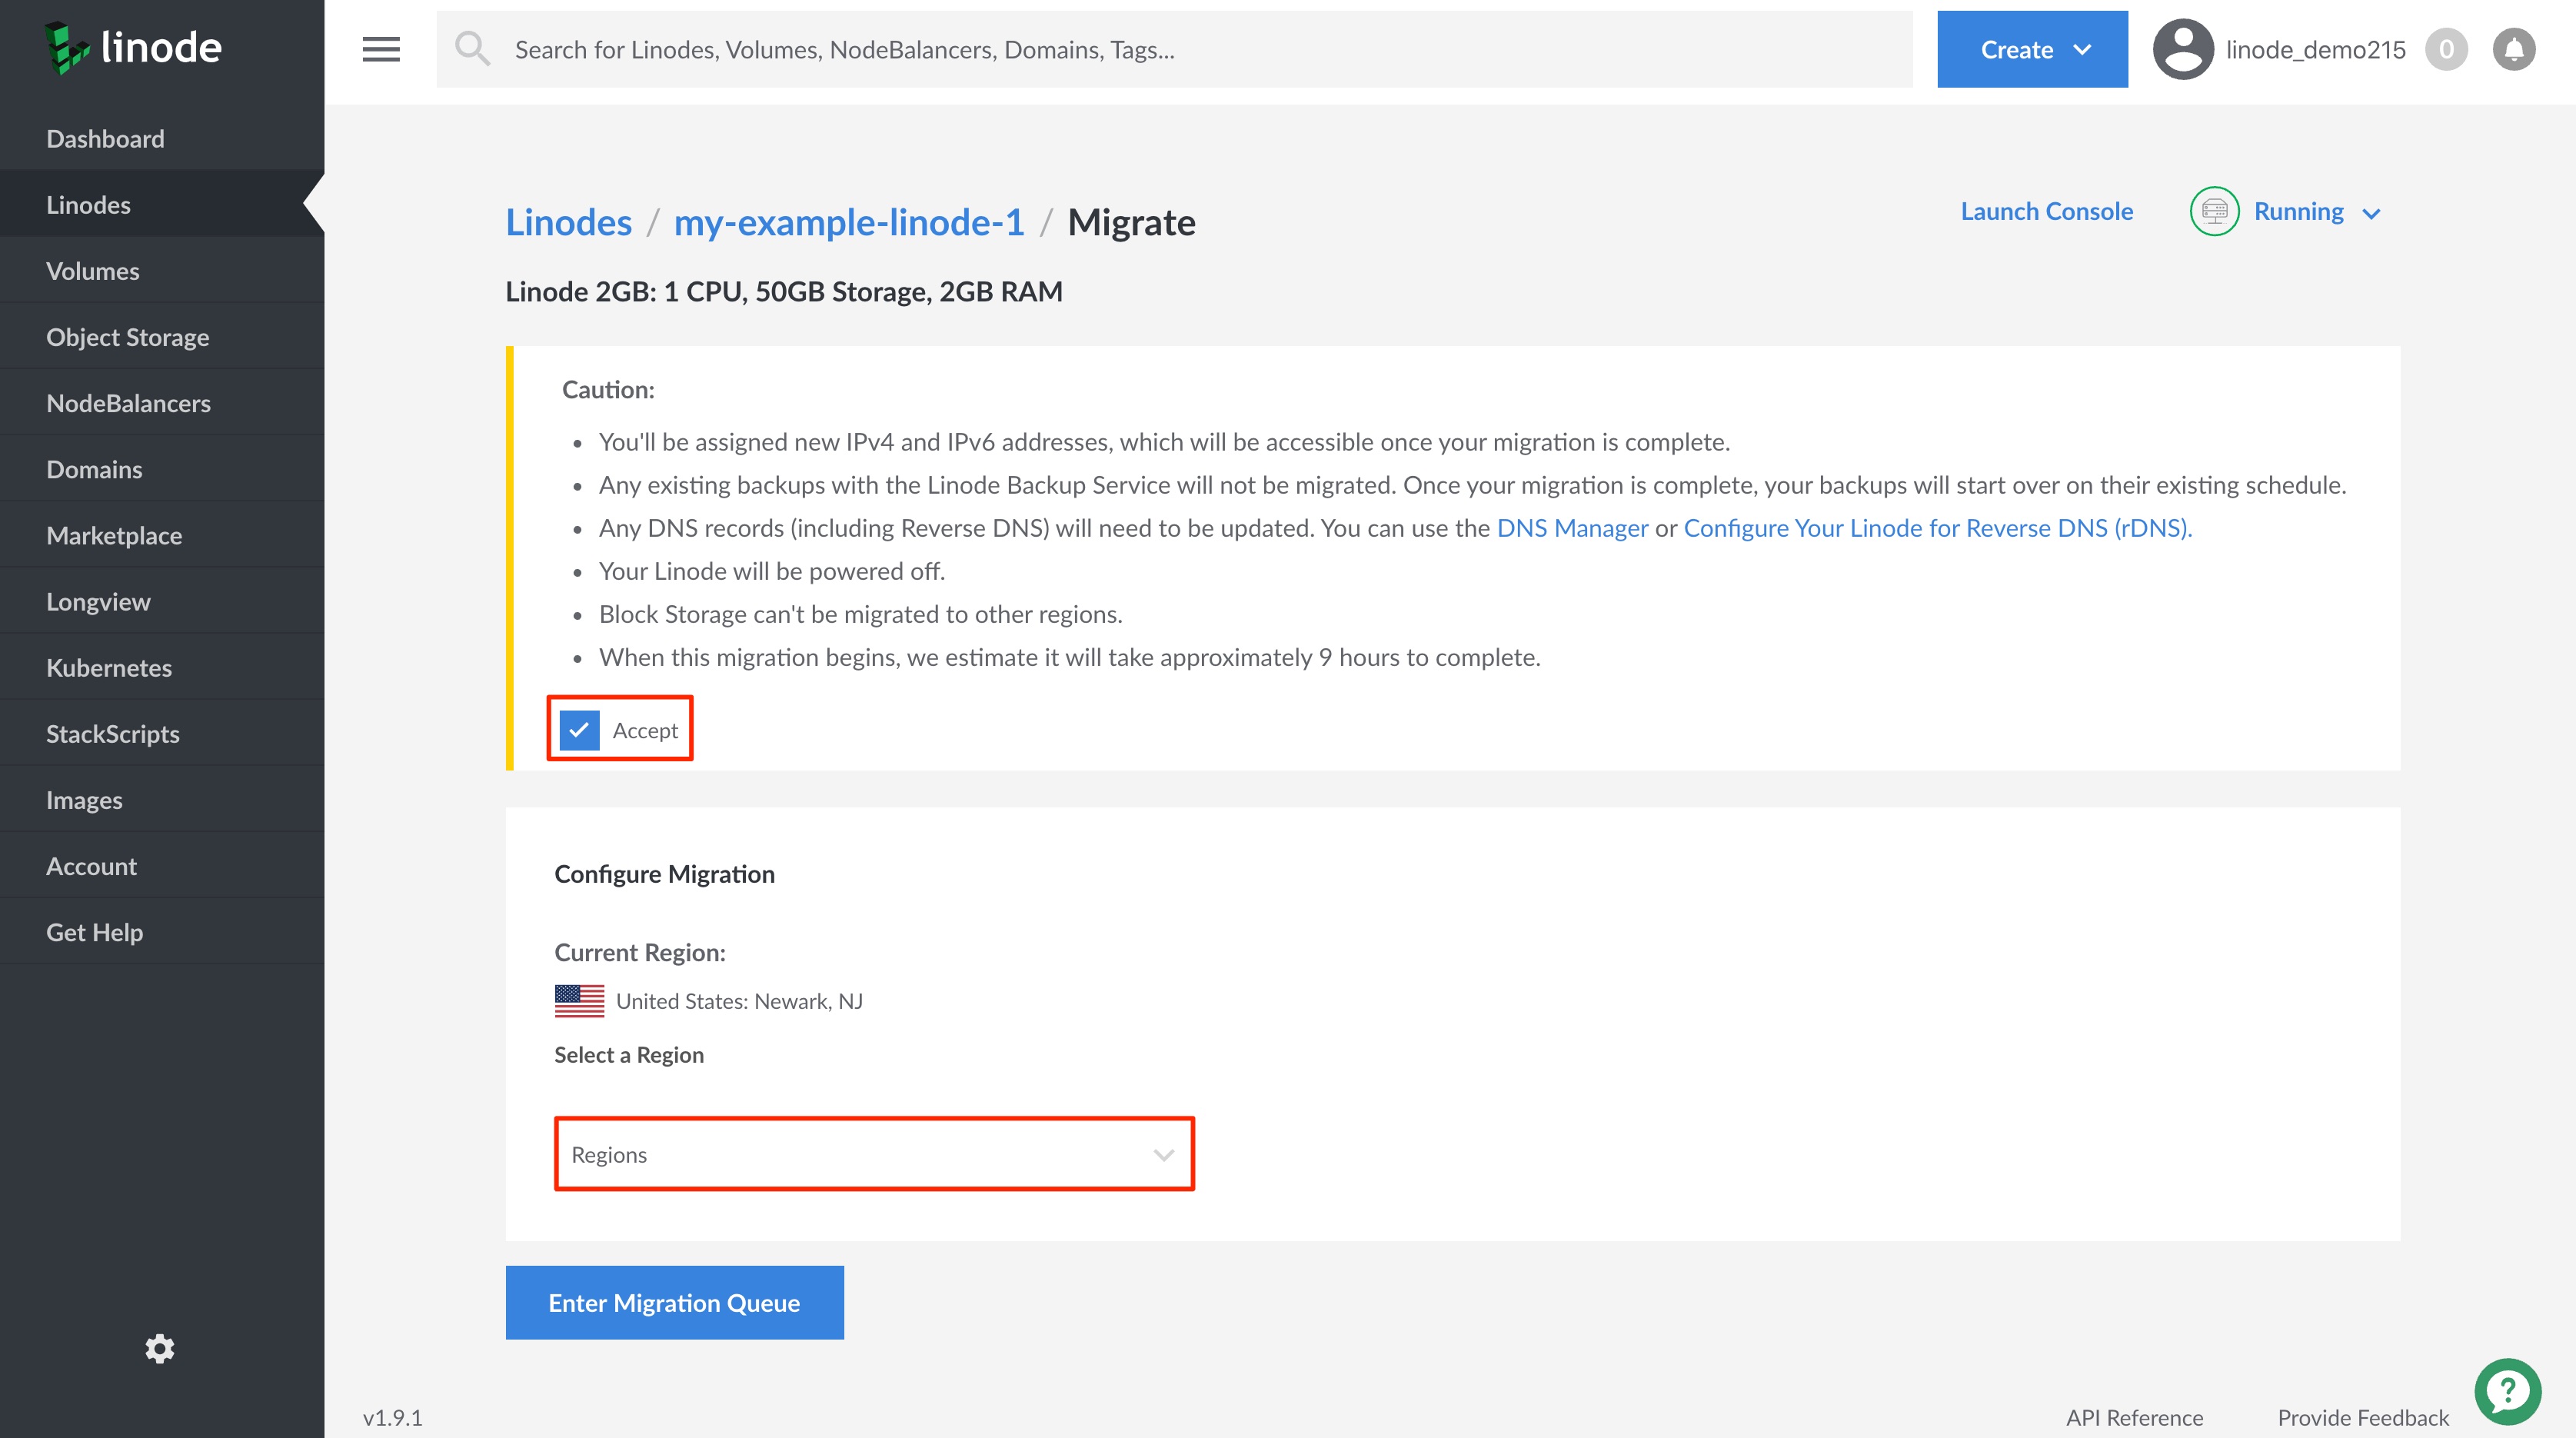 linode
Search for Linodes, Volumes, NodeBalancers, Domains, Tags...
Create
linode_demo215
0
Dashboard
Linodes
Volumes
Object Storage
NodeBalancers
Domains
Marketplace
Longview
Kubernetes
StackScripts
Images
Account
Get Help
Linodes / my-example-linode-1 / Migrate
Launch Console
Running
Linode 2GB: 1 CPU, 50GB Storage, 2GB RAM
Caution:
• You'll be assigned new IPv4 and IPv6 addresses, which will be accessible once your migration is complete.
• Any existing backups with the Linode Backup Service will not be migrated. Once your migration is complete, your backups will start over on their existing schedule.
• Any DNS records (including Reverse DNS) will need to be updated. You can use the DNS Manager or Configure Your Linode for Reverse DNS (rDNS).
• Your Linode will be powered off.
• Block Storage can't be migrated to other regions.
• When this migration begins, we estimate it will take approximately 9 hours to complete.
Accept
Configure Migration
Current Region:
United States: Newark, NJ
Select a Region
Regions
Enter Migration Queue
v1.9.1
API Reference
Provide Feedback
?